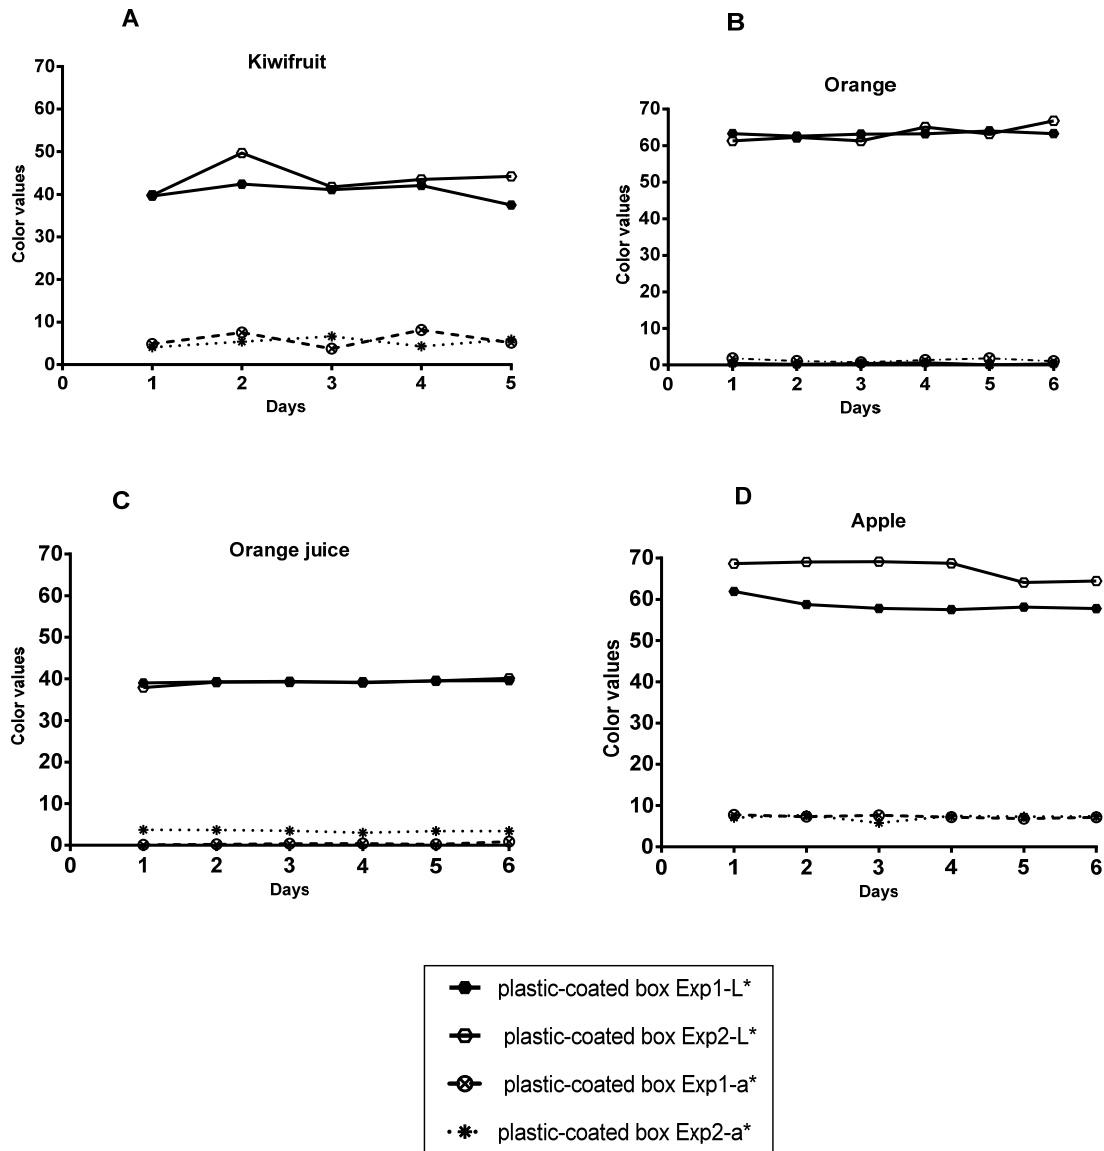 A
Kiwifruit
70
60
50
40
30
20
10
0
Color values
0 1 2 3 4 5
Days
B
Orange
70
60
50
40
30
20
10
0
Color values
0 1 2 3 4 5 6
Days
C
Orange juice
70
60
50
40
30
20
10
0
Color values
0 1 2 3 4 5 6
Days
D
Apple
70
60
50
40
30
20
10
0
Color values
0 1 2 3 4 5 6
Days
plastic-coated box Exp1-L*
plastic-coated box Exp2-L*
plastic-coated box Exp1-a*
plastic-coated box Exp2-a*